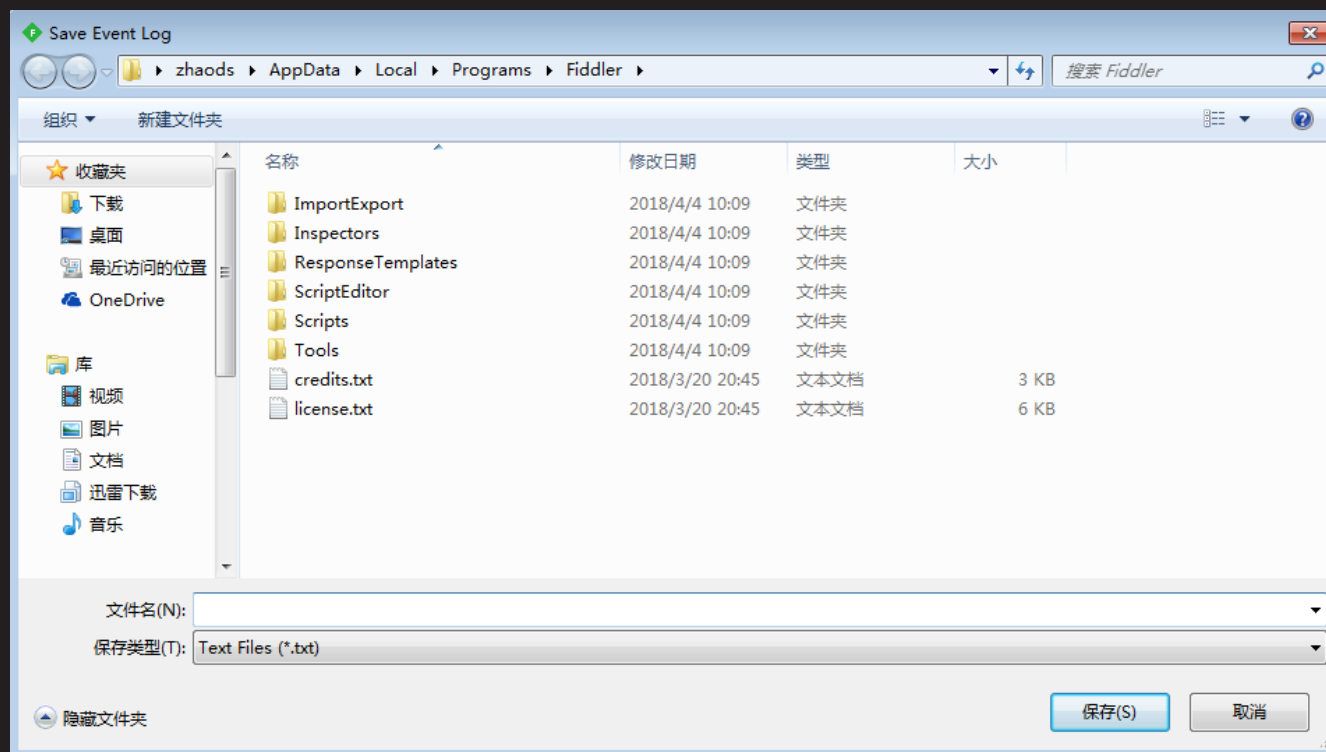 Save Event Log
zhaods AppData Local Programs Fiddler 搜索 Fiddler
组织 新建文件夹
名称 修改日期 类型 大小
收藏夹
下载
桌面
最近访问的位置
OneDrive
库
视频
图片
文档
迅雷下载
音乐
ImportExport 2018/4/4 10:09 文件夹
Inspectors 2018/4/4 10:09 文件夹
ResponseTemplates 2018/4/4 10:09 文件夹
ScriptEditor 2018/4/4 10:09 文件夹
Scripts 2018/4/4 10:09 文件夹
Tools 2018/4/4 10:09 文件夹
credits.txt 2018/3/20 20:45 文本文档 3 KB
license.txt 2018/3/20 20:45 文本文档 6 KB
文件名(N):
保存类型(T): Text Files (*.txt)
隐藏文件夹 保存(S) 取消